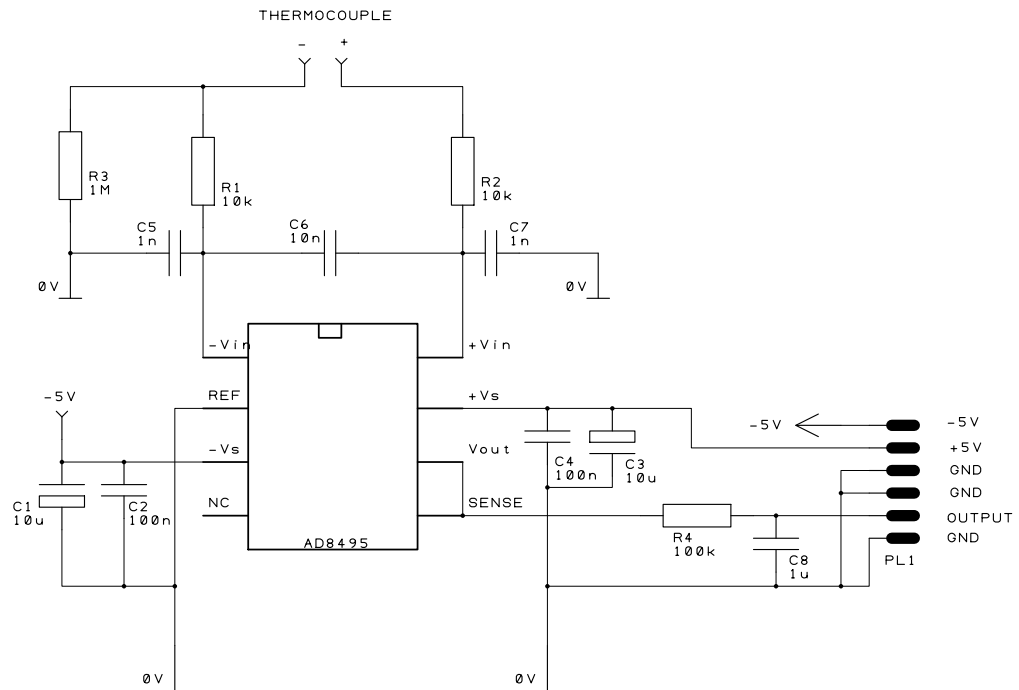 THERMOCOUPLE
- +
R3
1M
R1
10k
R2
10k
C5
1n
C6
10n
C7
1n
0V
0V
-Vin
+Vin
REF
+Vs
-5V
-5V
-5V
+5V
-Vs
Vout
C4
100n
C3
10u
GND
GND
C1
10u
C2
100n
NC
SENSE
OUTPUT
AD8495
R4
100k
GND
PL1
C8
1u
0V
0V